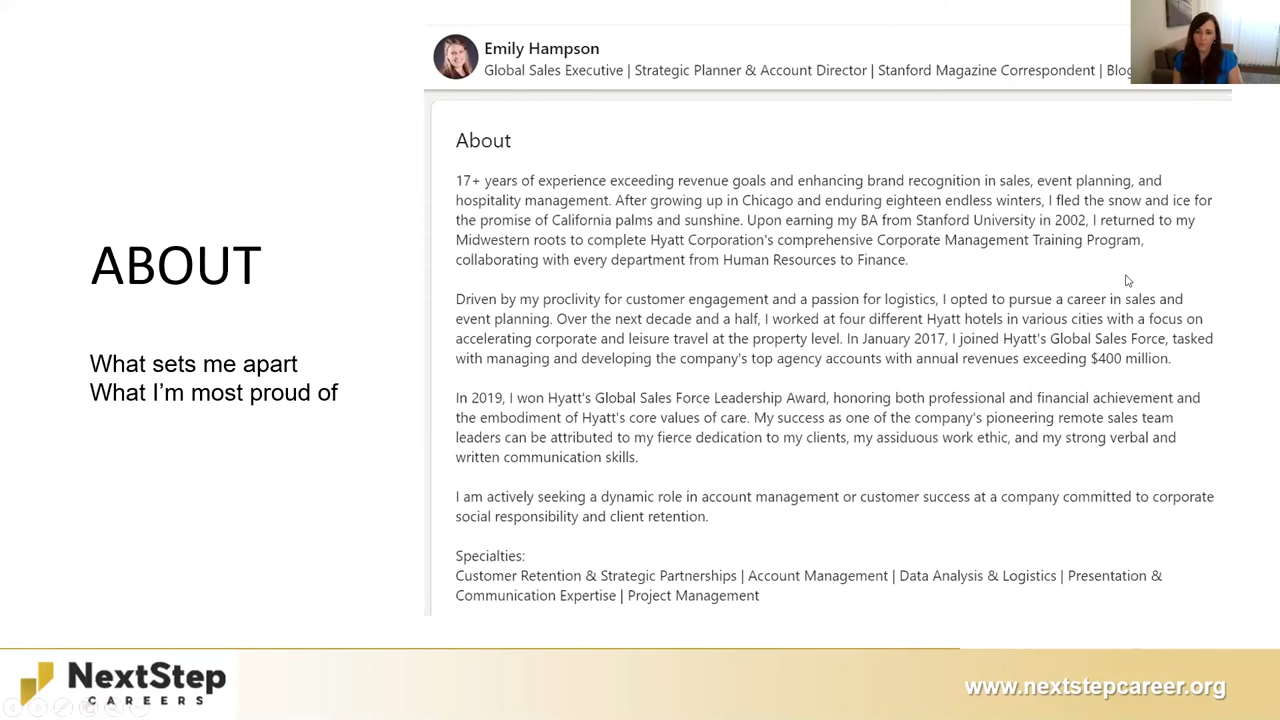 ABOUT
What sets me apart
What I'm most proud of
Emily Hampson
Global Sales Executive | Strategic Planner & Account Director | Stanford Magazine Correspondent | Blog
About
17+ years of experience exceeding revenue goals and enhancing brand recognition in sales, event planning, and
hospitality management. After growing up in Chicago and enduring eighteen endless winters, I fled the snow and ice for
the promise of California palms and sunshine. Upon earning my BA from Stanford University in 2002, I returned to my
Midwestern roots to complete Hyatt Corporation's comprehensive Corporate Management Training Program,
collaborating with every department from Human Resources to Finance.
Driven by my proclivity for customer engagement and a passion for logistics, I opted to pursue a career in sales and
event planning. Over the next decade and a half, I worked at four different Hyatt hotels in various cities with a focus on
accelerating corporate and leisure travel at the property level. In January 2017, I joined Hyatt's Global Sales Force, tasked
with managing and developing the company's top agency accounts with annual revenues exceeding $400 million.
In 2019, I won Hyatt's Global Sales Force Leadership Award, honoring both professional and financial achievement and
the embodiment of Hyatt's core values of care. My success as one of the company's pioneering remote sales team
leaders can be attributed to my fierce dedication to my clients, my assiduous work ethic, and my strong verbal and
written communication skills.
I am actively seeking a dynamic role in account management or customer success at a company committed to corporate
social responsibility and client retention.
Specialties:
Customer Retention & Strategic Partnerships | Account Management | Data Analysis & Logistics | Presentation &
Communication Expertise | Project Management
NextStep
CAREERS
www.nextstepcareer.org